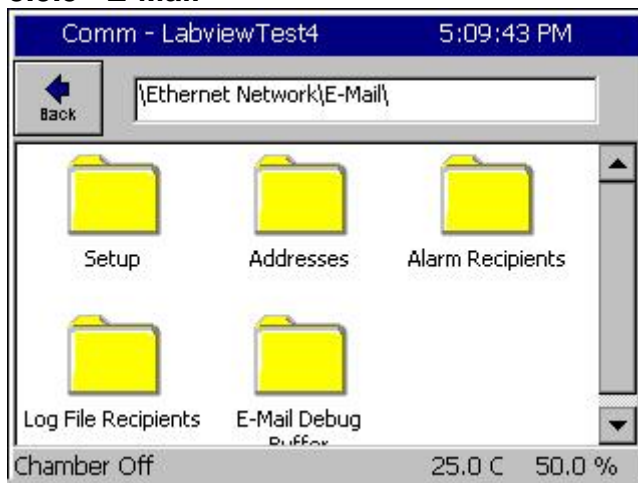 Comm - LabviewTest4 5:09:43 PM
Back
\Ethernet Network\E-Mail\
Setup Addresses Alarm Recipients
Log File Recipients E-Mail Debug
Buffer
Chamber Off 25.0 C 50.0 %